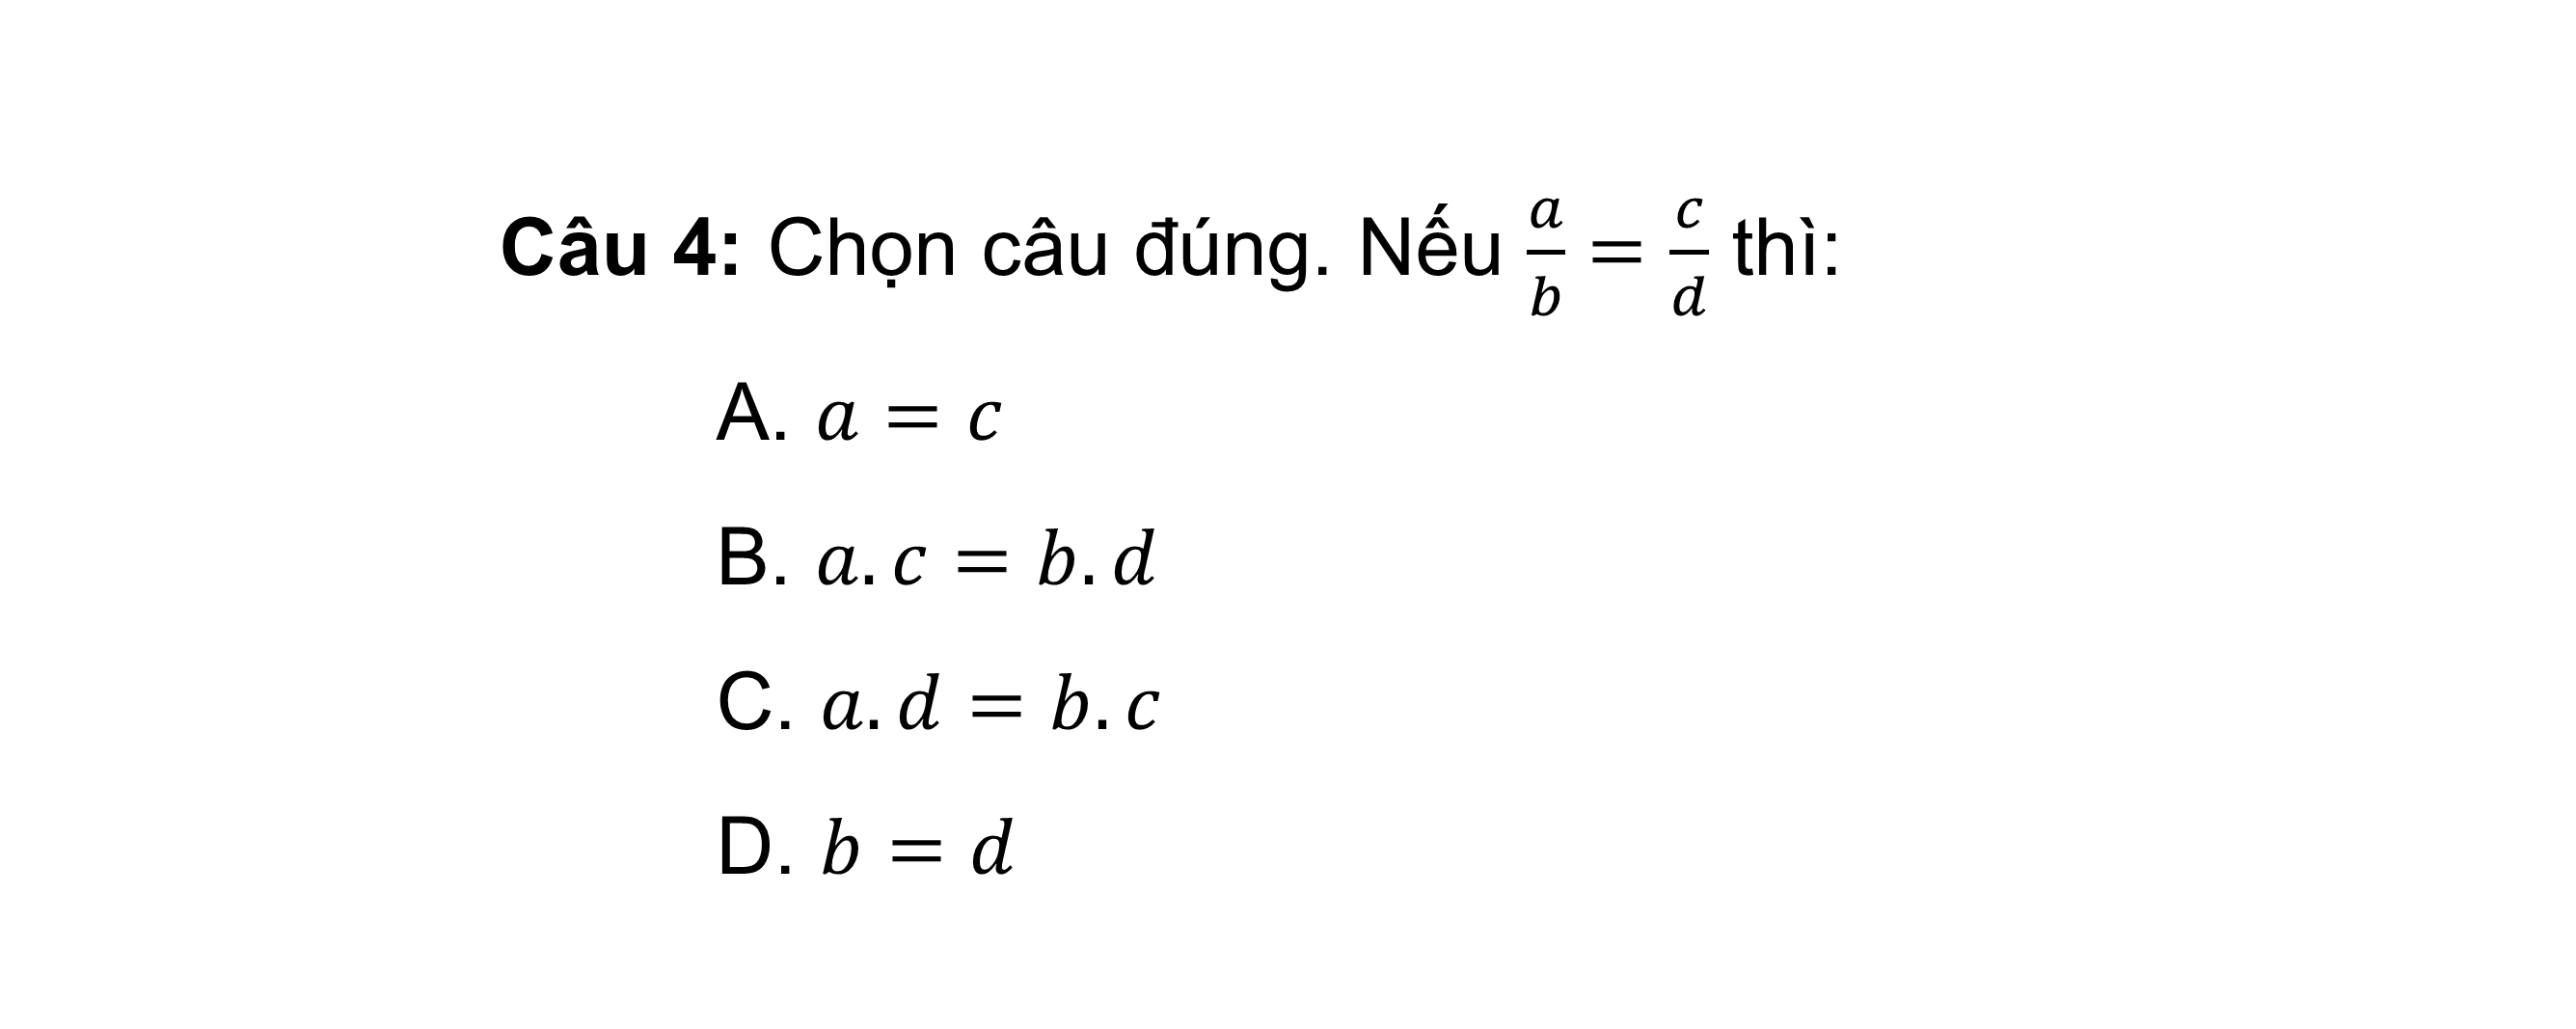 Câu 4: Chọn câu đúng. Nếu a/b = c/d thì:
A. a = c
B. a. c = b. d
C. a. d = b. c
D. b = d